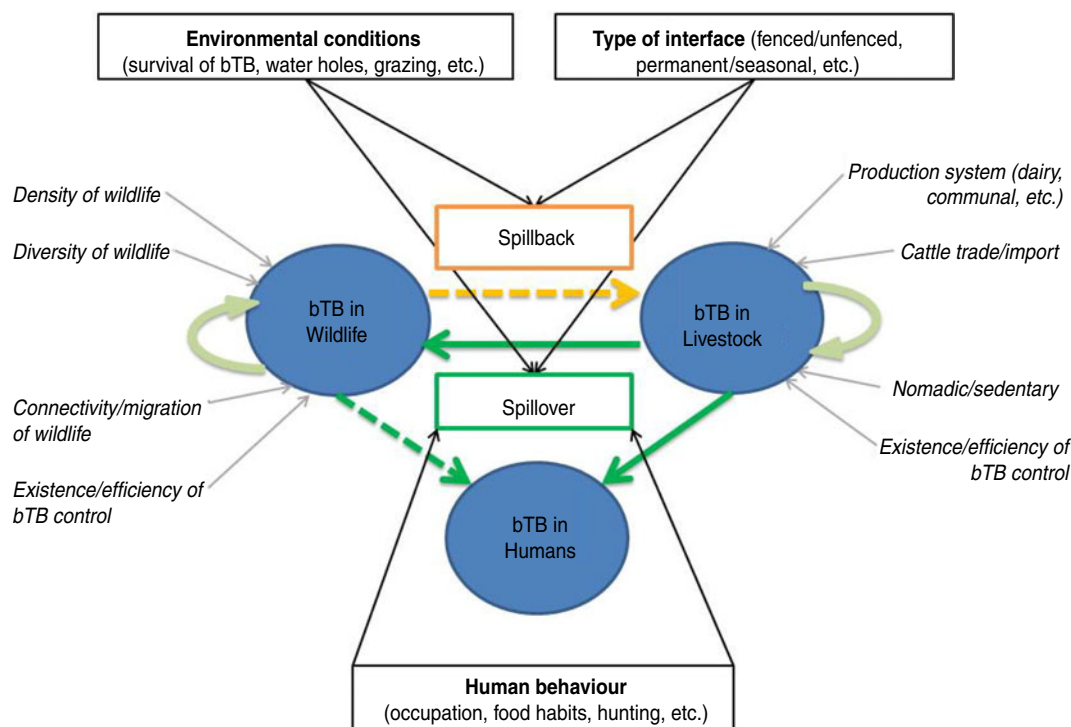 Environmental conditions
(survival of bTB, water holes, grazing, etc.)
Type of interface (fenced/unfenced,
permanent/seasonal, etc.)
Density of wildlife
Diversity of wildlife
Production system (dairy,
communal, etc.)
Cattle trade/import
Spillback
bTB in
Wildlife
bTB in
Livestock
Spillover
Connectivity/migration
of wildlife
Existence/efficiency of
bTB control
Nomadic/sedentary
Existence/efficiency of
bTB control
bTB in
Humans
Human behaviour
(occupation, food habits, hunting, etc.)